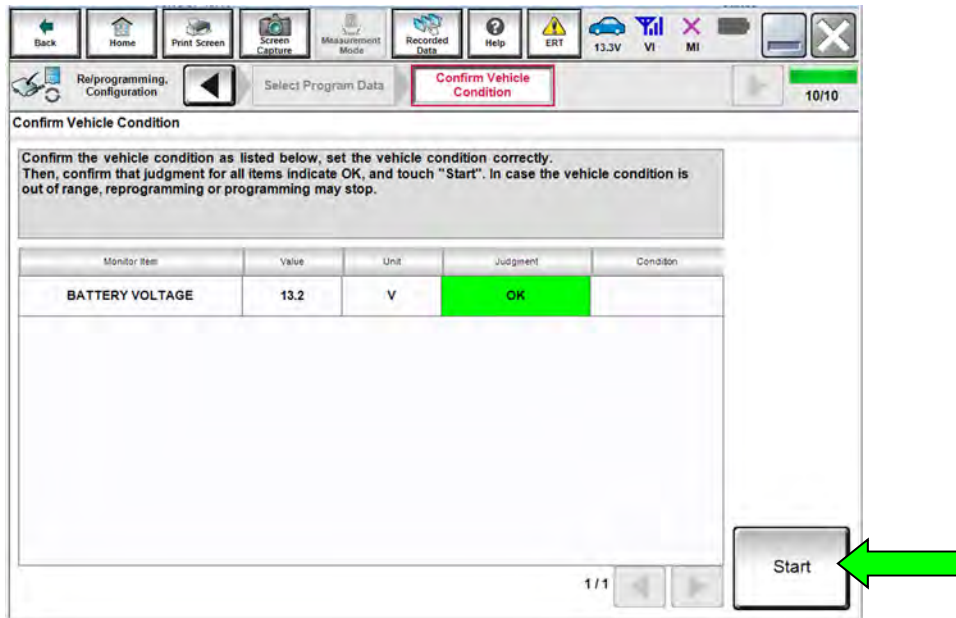 Back
Home
Print Screen
Screen
Capture
Measurement
Mode
Recorded
Data
Help
ERT
13.3V
VI
MI
Re/programming,
Configuration
Select Program Data
Confirm Vehicle
Condition
10/10
Confirm Vehicle Condition
Confirm the vehicle condition as listed below, set the vehicle condition correctly.
Then, confirm that judgment for all items indicate OK, and touch "Start". In case the vehicle condition is
out of range, reprogramming or programming may stop.
Monitor Item Value Unit Judgment Condition
BATTERY VOLTAGE 13.2 V OK
Start
1/1